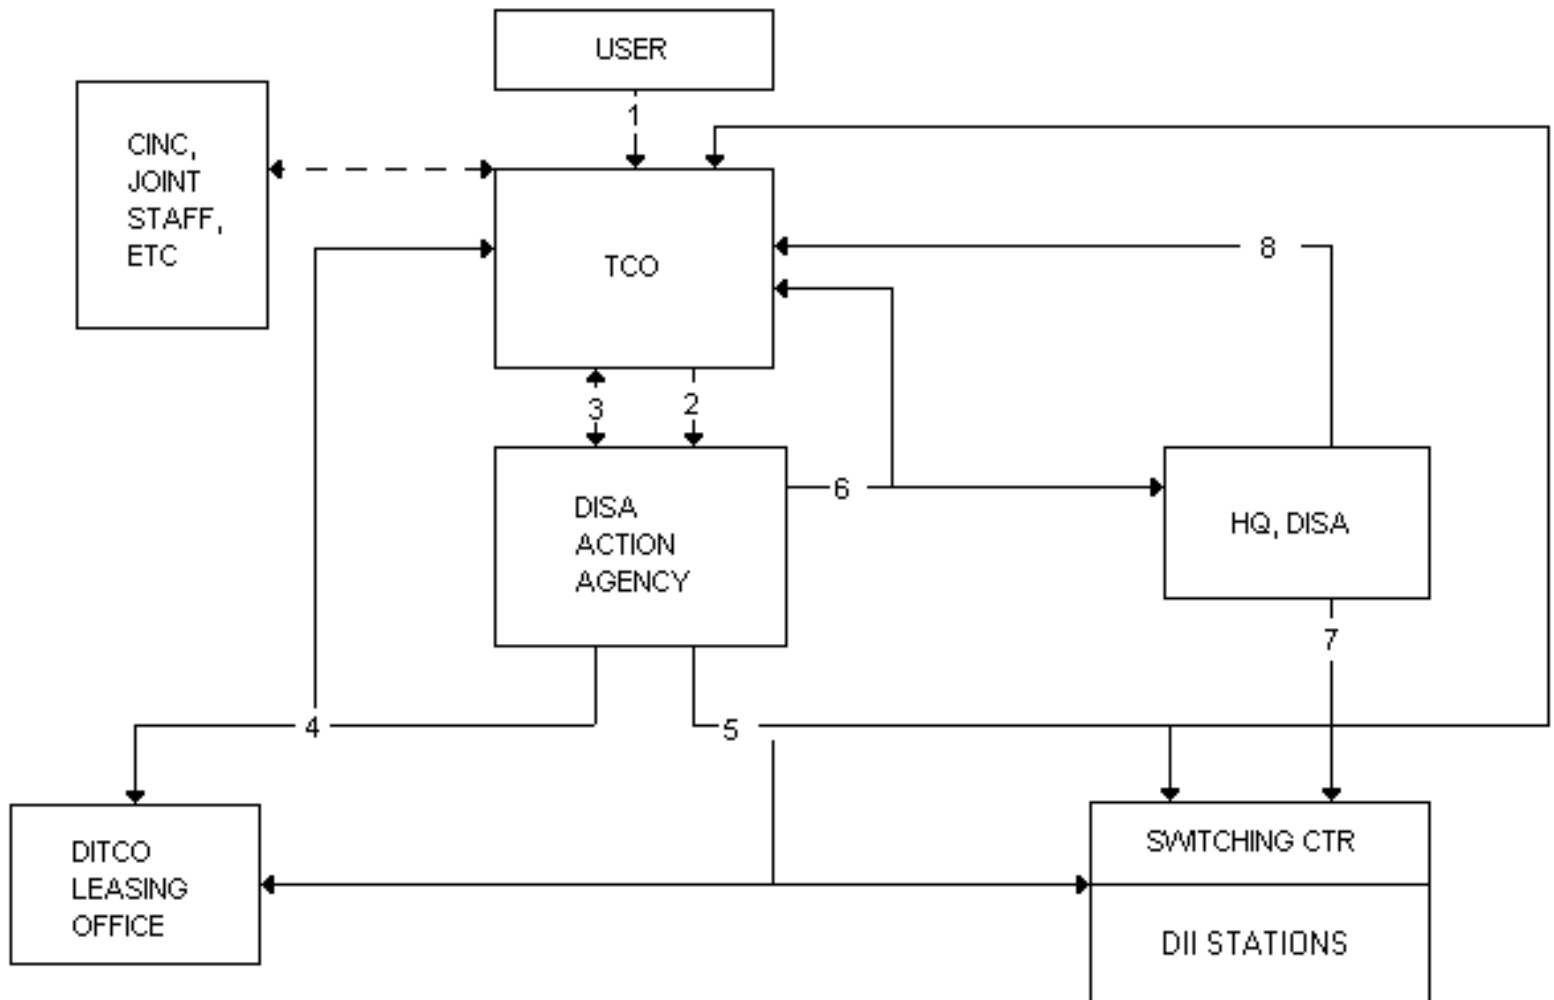 USER
1
CINC,
JOINT
STAFF,
ETC
TCO
8
3
2
DISA
ACTION
AGENCY
6
HQ, DISA
7
4
5
DITCO
LEASING
OFFICE
SWITCHING CTR
DII STATIONS